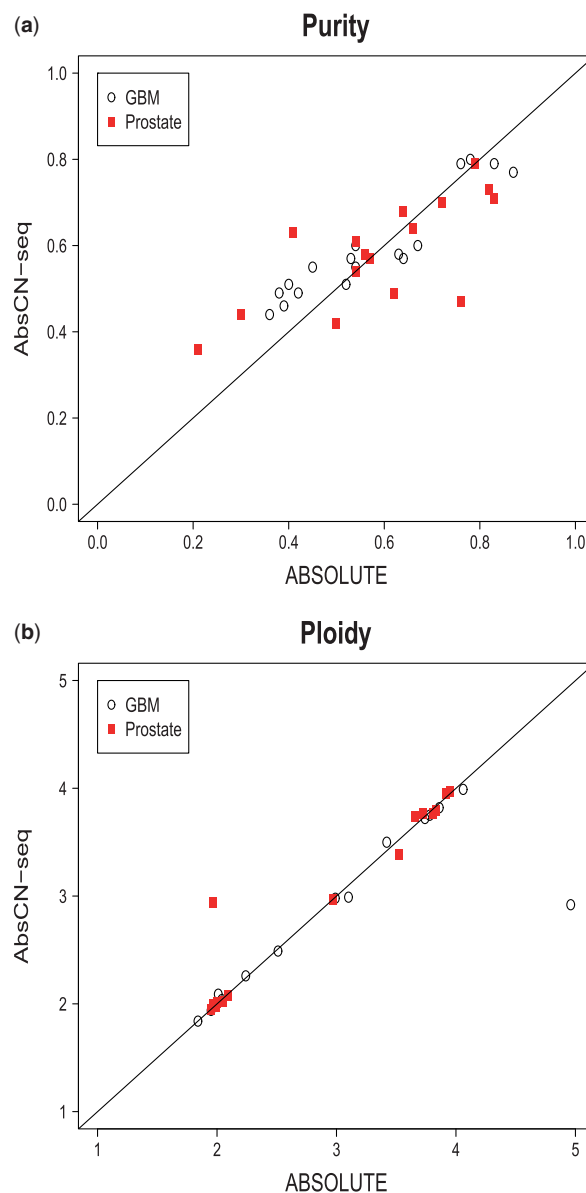 (a)
Purity
GBM
Prostate
1.0
0.8
0.6
0.4
0.2
0.0
AbsCN-seq
0.0 0.2 0.4 0.6 0.8 1.0
ABSOLUTE
(b)
Ploidy
GBM
Prostate
5
4
3
2
1
AbsCN-seq
1 2 3 4 5
ABSOLUTE